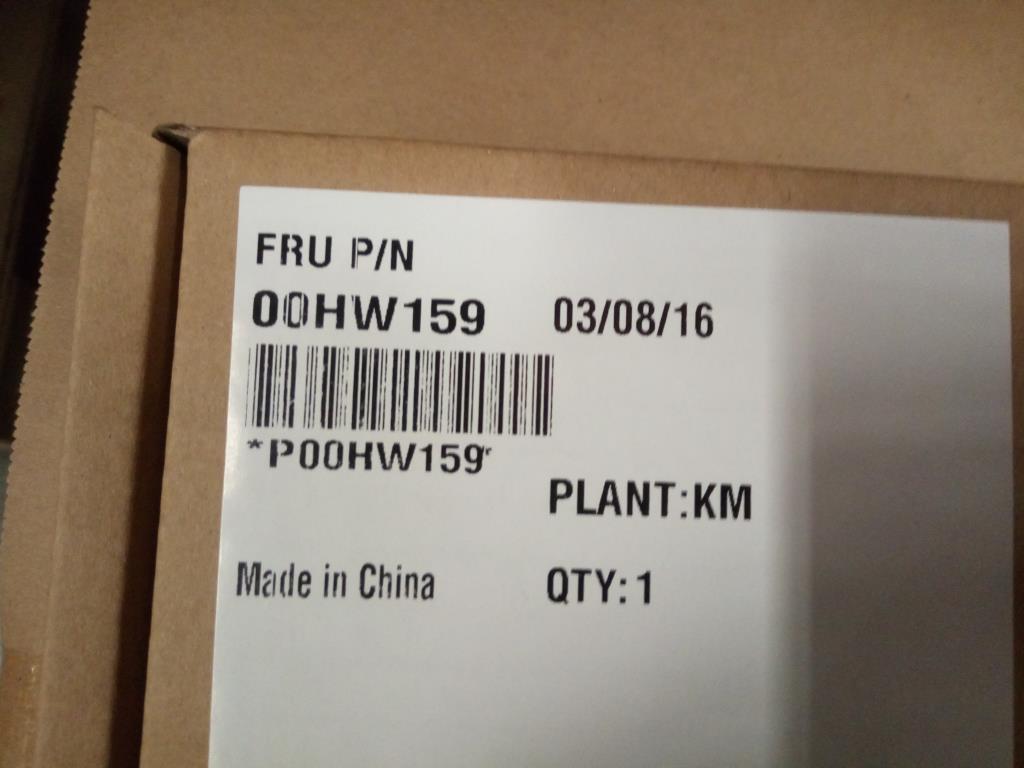 FRU P/N
00HW159 03/08/16
*P00HW159*
PLANT:KM
Made in China QTY: 1